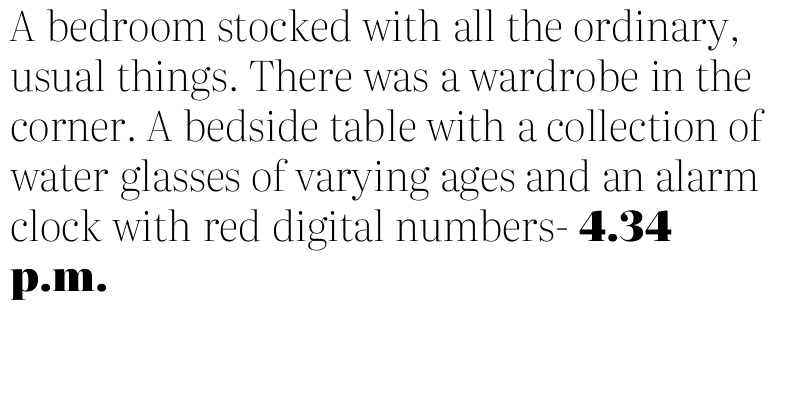 A bedroom stocked with all the ordinary,
usual things. There was a wardrobe in the
corner. A bedside table with a collection of
water glasses of varying ages and an alarm
clock with red digital numbers- 4.34
p.m.